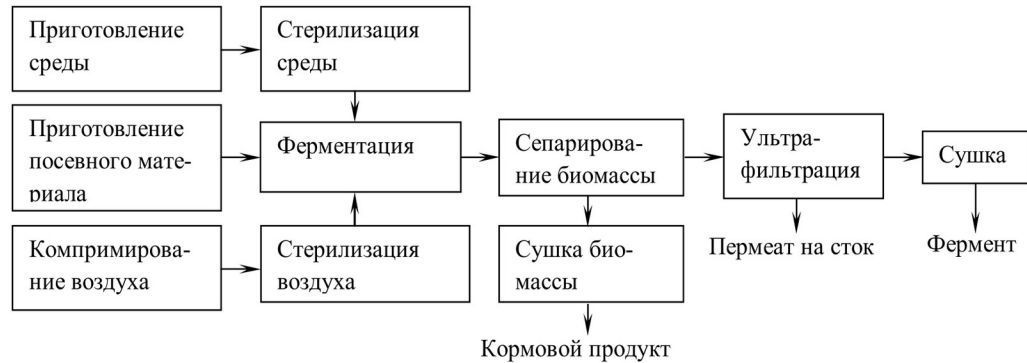 Приготовление
среды
Стерилизация
среды
Приготовление
посевного мате-
риала
Ферментация
Сепарирова-
ние биомассы
Ультра-
фильтрация
Сушка
Компримирова-
ние воздуха
Стерилизация
воздуха
Сушка био-
массы
Пермеат на сток
Фермент
Кормовой продукт